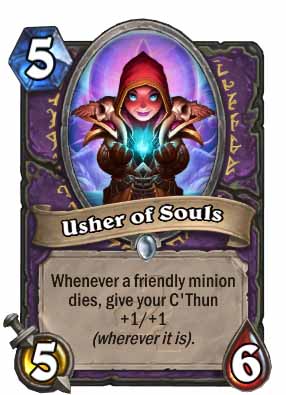 5
Usher of Souls
Whenever a friendly minion
dies, give your C'Thun
+1/+1
(wherever it is).
5
6